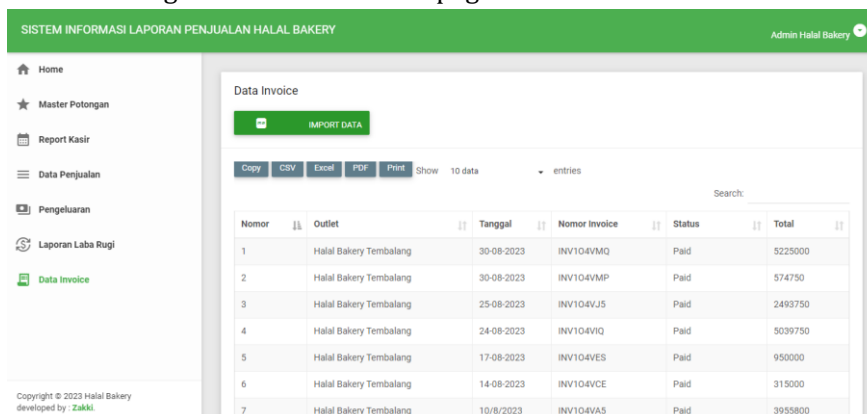 SISTEM INFORMASI LAPORAN PENJUALAN HALAL BAKERY
Admin Halal Bakery
Home
Master Potongan
Report Kasir
Data Penjualan
Pengeluaran
Laporan Laba Rugi
Data Invoice
Copyright © 2023 Halal Bakery
developed by : Zakki.
Data Invoice
IMPORT DATA
Copy CSV Excel PDF Print Show 10 data entries
Search:
Nomor Outlet Tanggal Nomor Invoice Status Total
1 Halal Bakery Tembalang 30-08-2023 INV1O4VMQ Paid 5225000
2 Halal Bakery Tembalang 30-08-2023 INV1O4VMP Paid 574750
3 Halal Bakery Tembalang 25-08-2023 INV1O4VJ5 Paid 2493750
4 Halal Bakery Tembalang 24-08-2023 INV1O4VIQ Paid 5039750
5 Halal Bakery Tembalang 17-08-2023 INV1O4VES Paid 950000
6 Halal Bakery Tembalang 14-08-2023 INV1O4VCE Paid 315000
7 Halal Bakery Tembalang 10/8/2023 INV1O4VA5 Paid 3955800